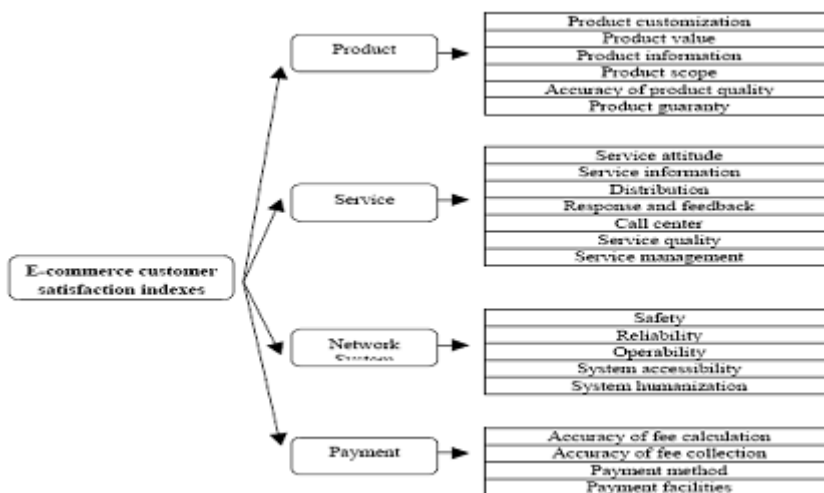 E-commerce customer
satisfaction indexes
Product
Product customization
Product value
Product information
Product scope
Accuracy of product quality
Product guaranty
Service
Service attitude
Service information
Distribution
Response and feedback
Call center
Service quality
Service management
Network
System
Safety
Reliability
Operability
System accessibility
System humanization
Payment
Accuracy of fee calculation
Accuracy of fee collection
Payment method
Payment facilities